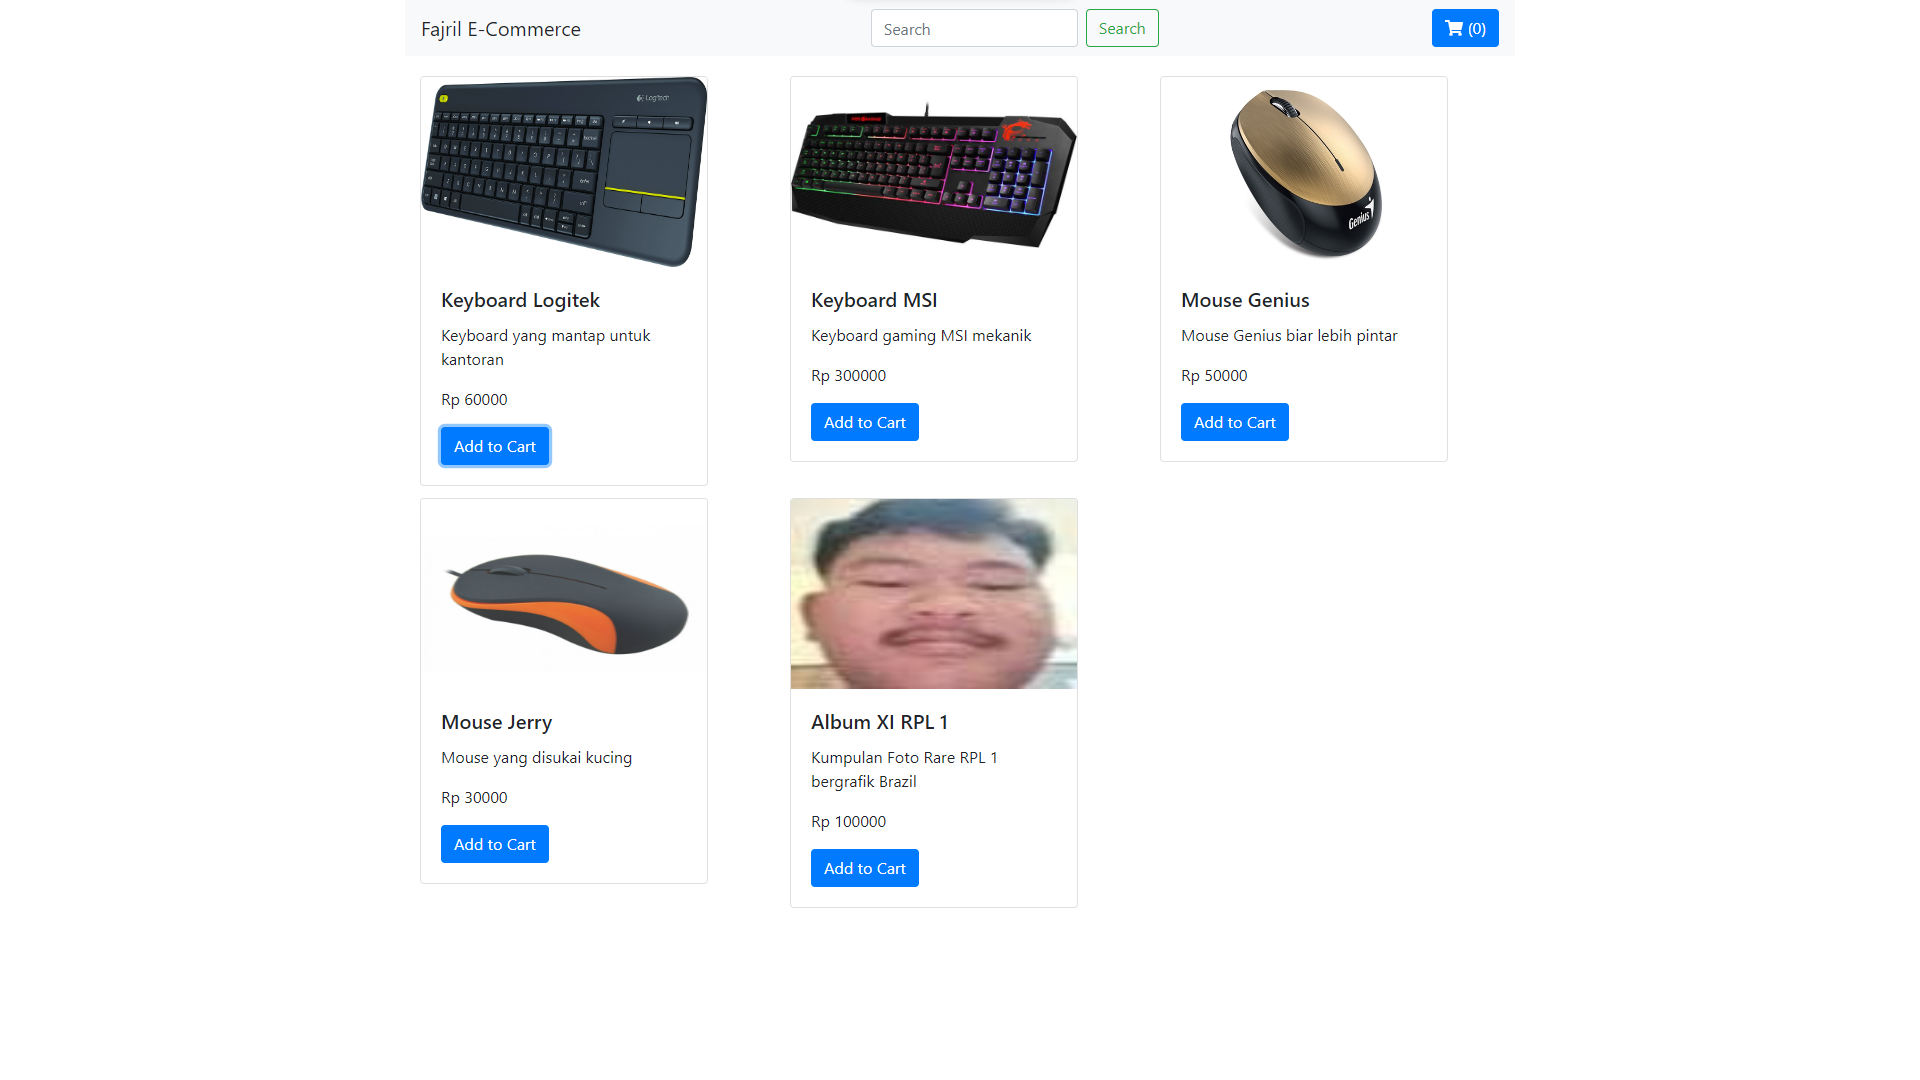 Fajril E-Commerce
Search
Search
(0)
Logitech
Keyboard Logitek
Keyboard yang mantap untuk
kantoran
Rp 60000
Add to Cart
Keyboard MSI
Keyboard gaming MSI mekanik
Rp 300000
Add to Cart
Genius
Mouse Genius
Mouse Genius biar lebih pintar
Rp 50000
Add to Cart
Mouse Jerry
Mouse yang disukai kucing
Rp 30000
Add to Cart
Album XI RPL 1
Kumpulan Foto Rare RPL 1
bergrafik Brazil
Rp 100000
Add to Cart